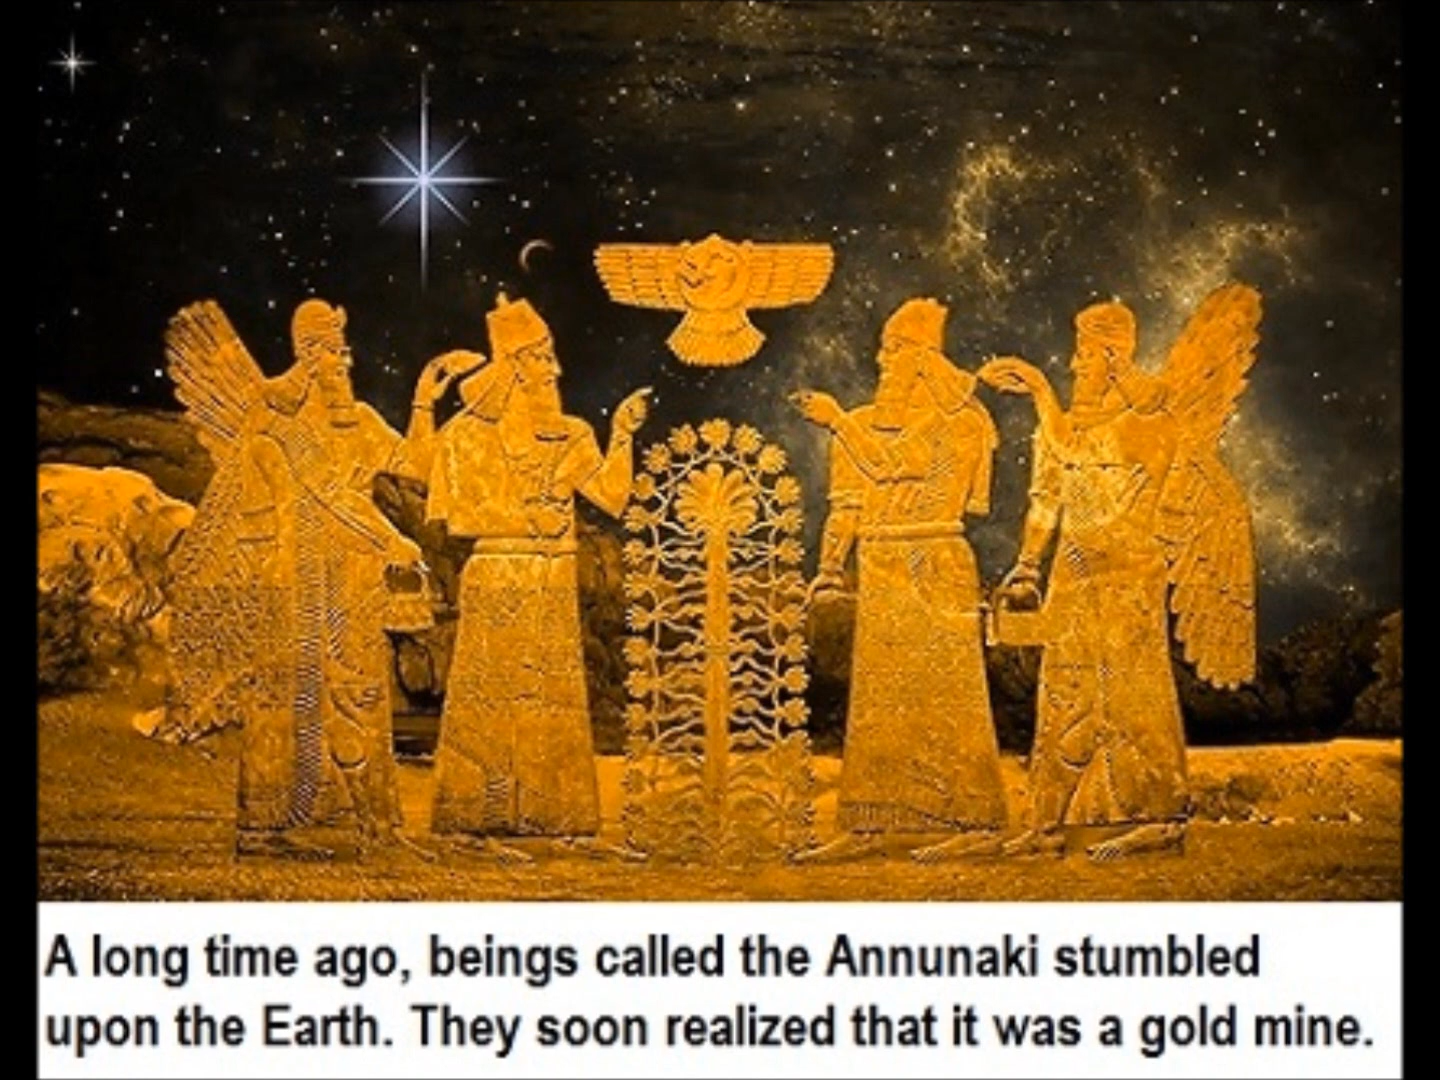 A long time ago, beings called the Annunaki stumbled
upon the Earth. They soon realized that it was a gold mine.